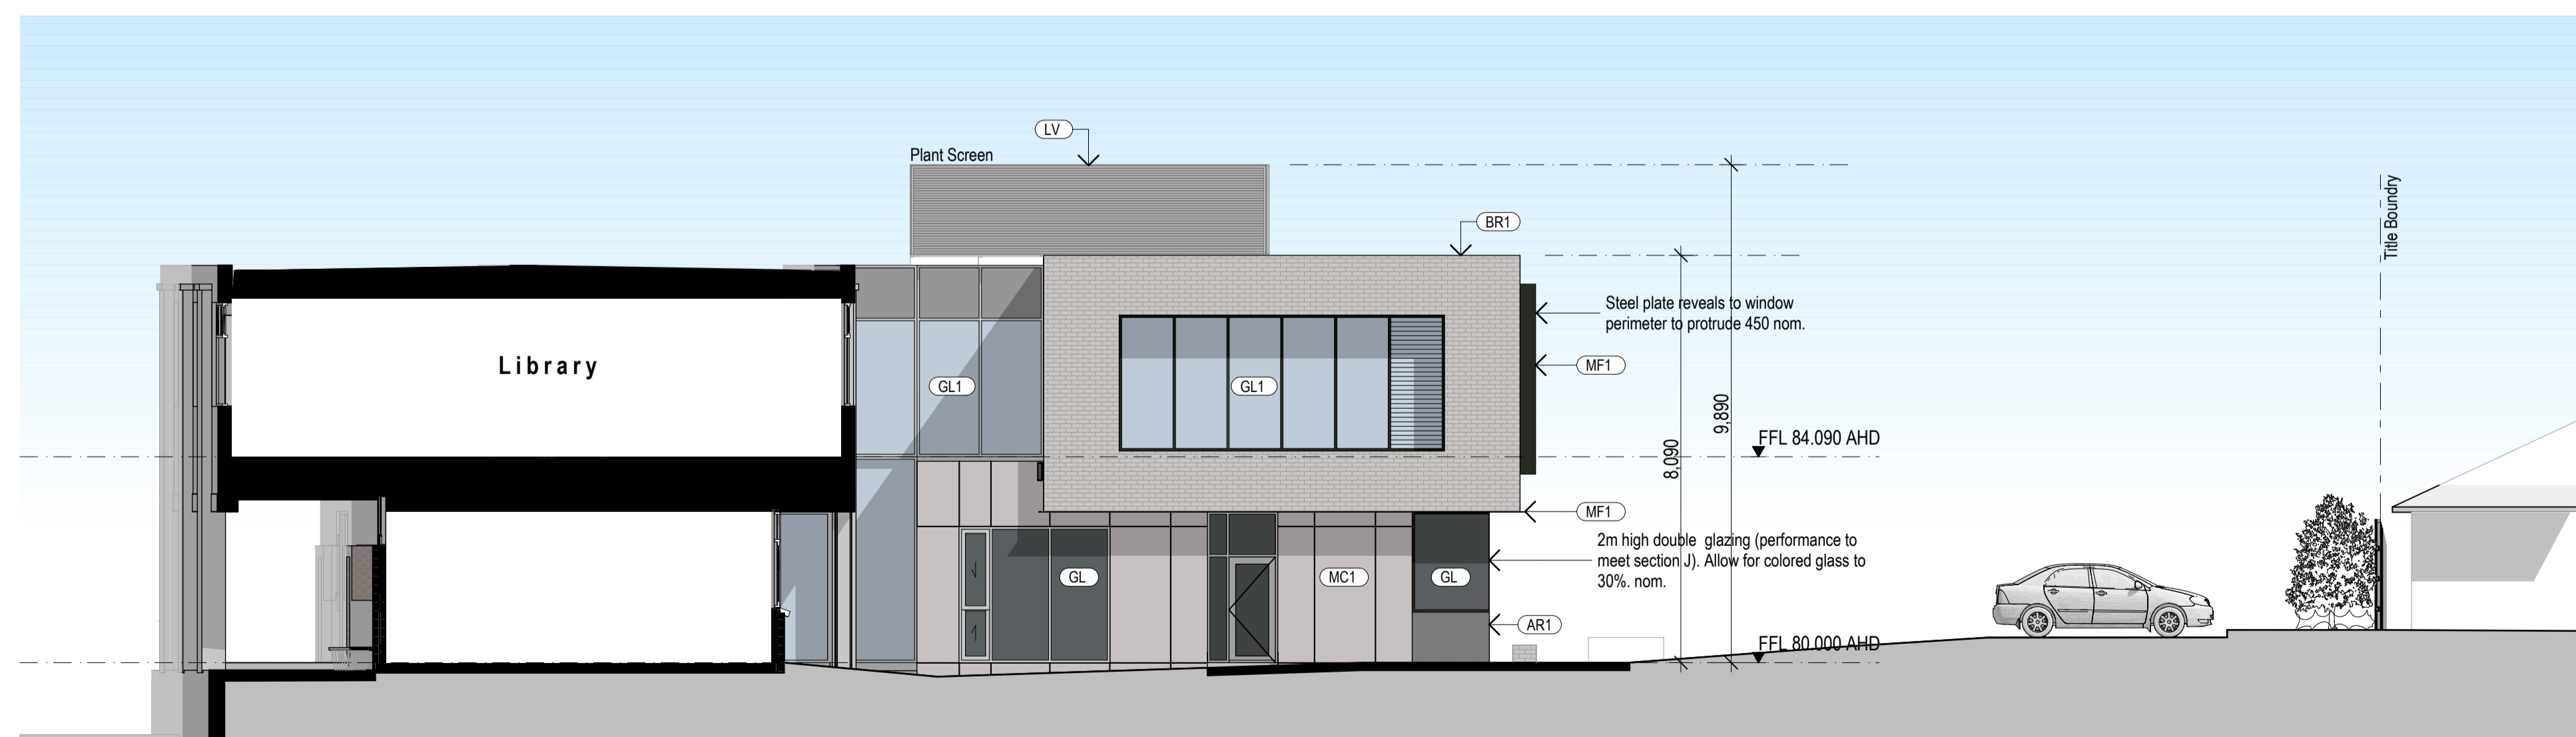 LV
Plant Screen
BR1
Title Boundry
Steel plate reveals to window
perimeter to protrude 450 nom.
Library
MF1
GL1
GL1
9,890
8,090
FFL 84.090 AHD
MF1
2m high double glazing (performance to
meet section J). Allow for colored glass to
30%. nom.
GL
MC1
GL
AR1
FFL 80.000 AHD